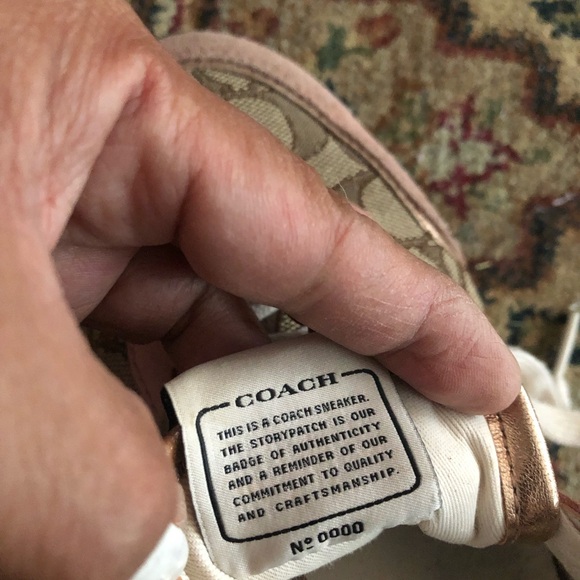 COACH
THIS IS A COACH SNEAKER.
THE STORYPATCH IS OUR
BADGE OF AUTHENTICITY
AND A REMINDER OF OUR
COMMITMENT TO QUALITY
AND CRAFTSMANSHIP.
Nº 0000